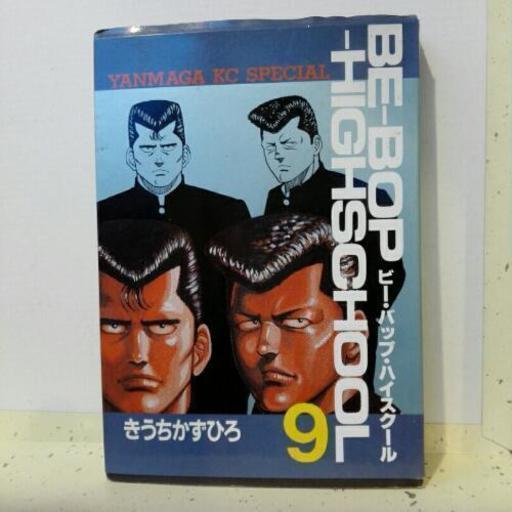 YANMAGA KC SPECIAL
BE-BOP
-HIGHSCHOOL
ビー・バップ・ハイスクール
きうちかずひろ
9